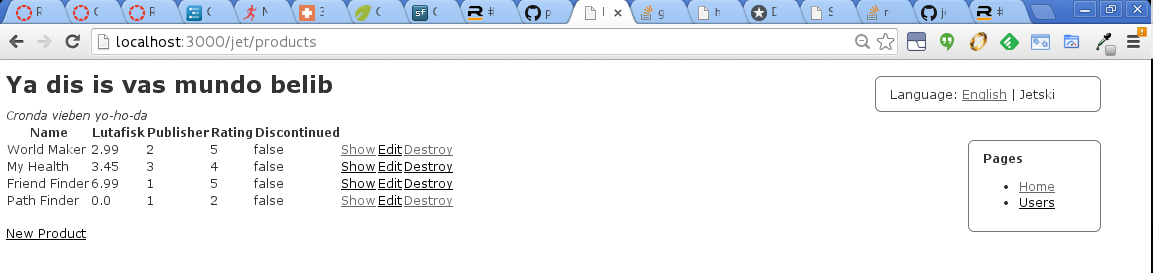 localhost:3000/jet/products
Ya dis is vas mundo belib
Cronda vieben yo-ho-da
Name Lutafisk Publisher Rating Discontinued
World Maker 2.99 2 5 false Show Edit Destroy
My Health 3.45 3 4 false Show Edit Destroy
Friend Finder 6.99 1 5 false Show Edit Destroy
Path Finder 0.0 1 2 false Show Edit Destroy
New Product
Language: English | Jetski
Pages
Home
Users